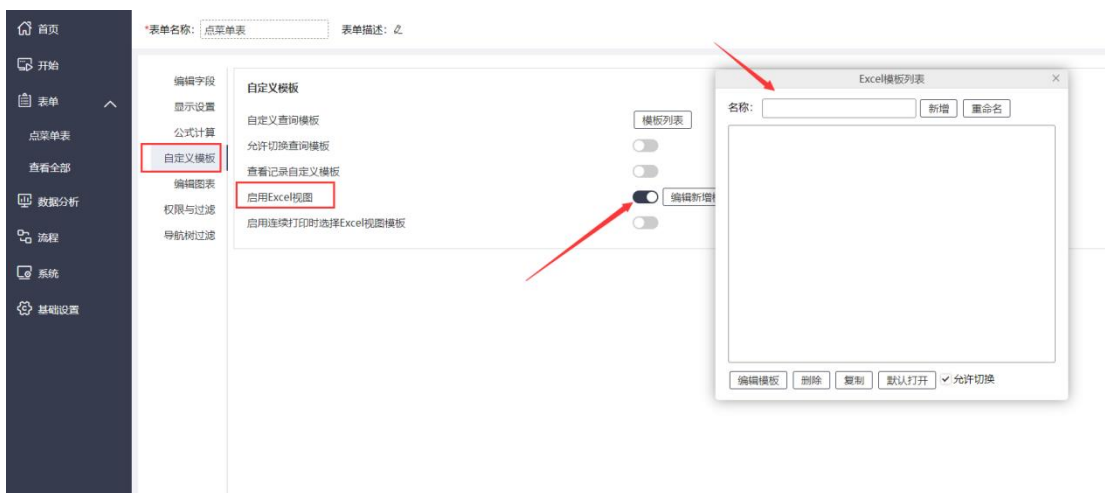 首页
开始
表单
点菜单表
查看全部
数据分析
流程
系统
基础设置
*表单名称： 点菜单表 表单描述：
编辑字段
显示设置
公式计算
自定义模板
编辑图表
权限与过滤
导航树过滤
自定义模板
自定义查询模板 模板列表
允许切换查询模板
查看记录自定义模板
启用Excel视图 编辑新增
启用连续打印时选择Excel视图模板
Excel模板列表 ×
名称： 新增 重命名
编辑模板 删除 复制 默认打开 允许切换